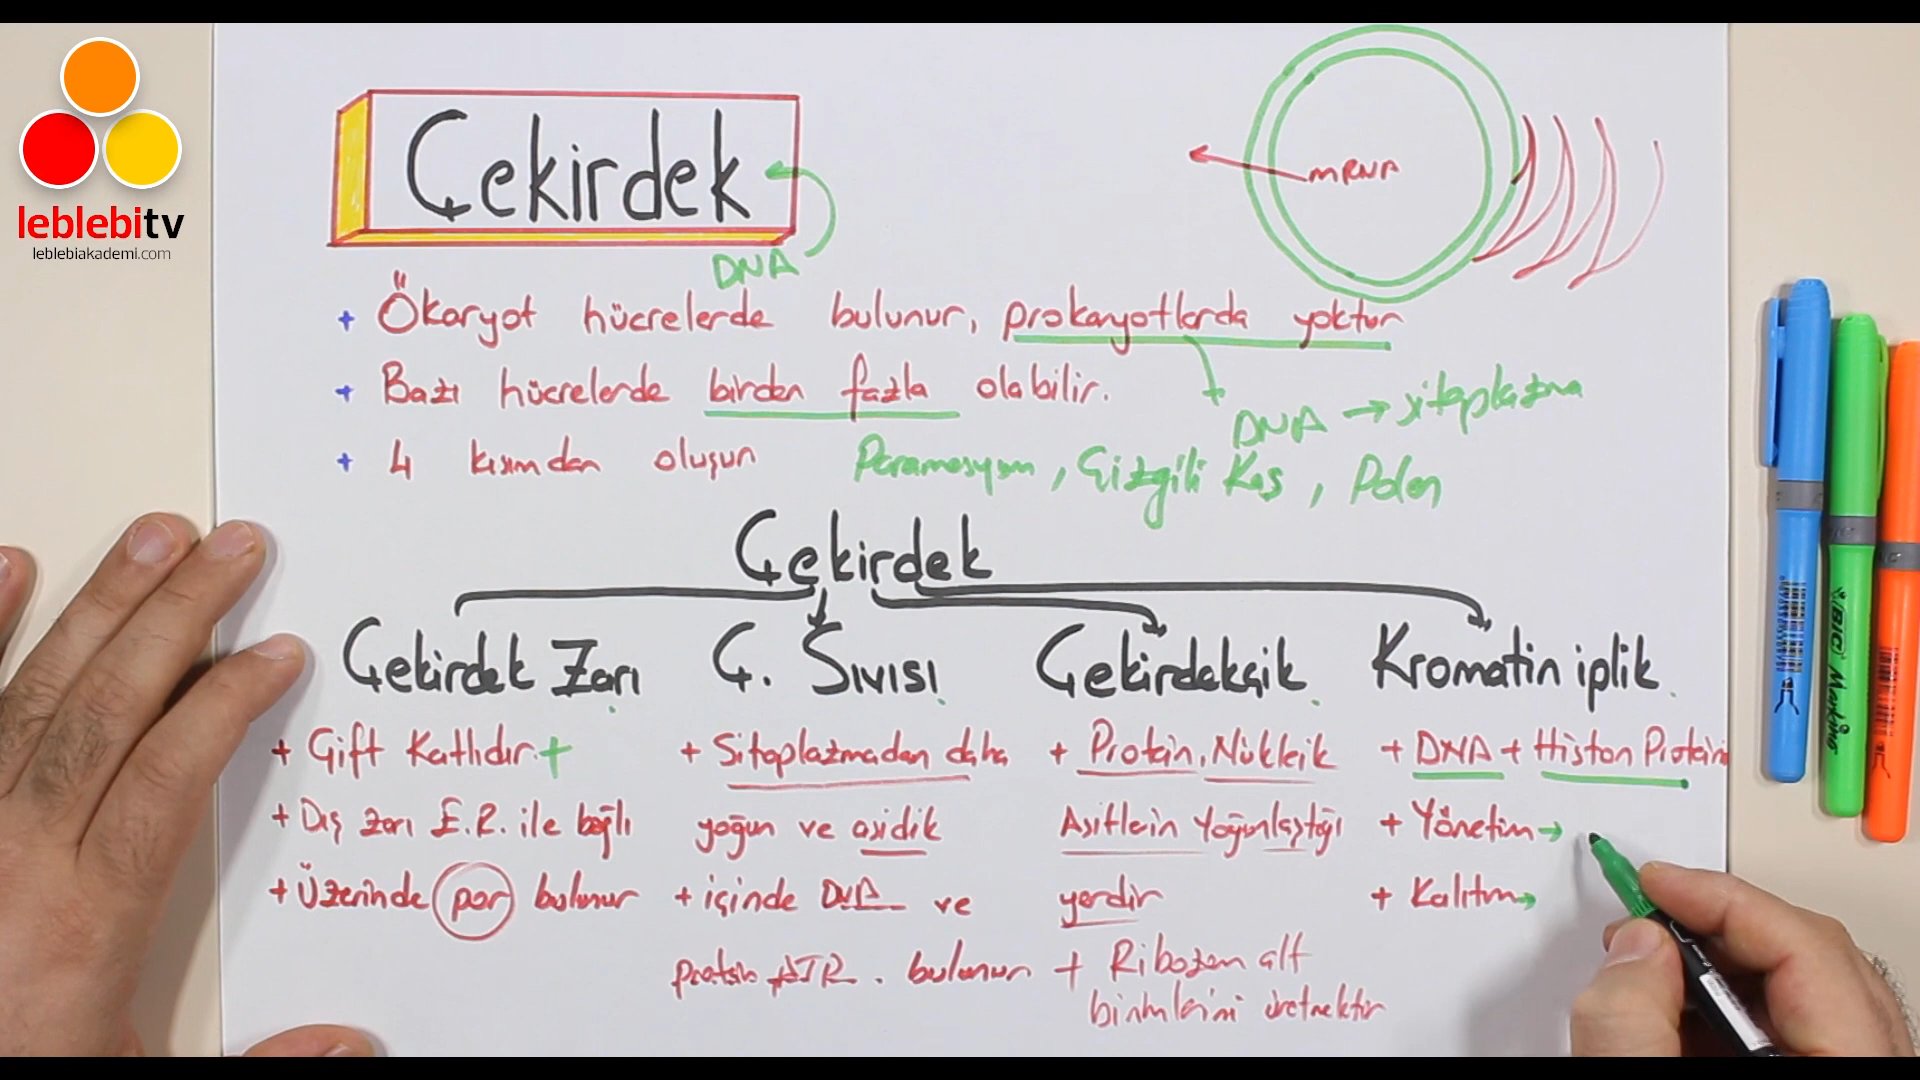 leblebitv
leblebiakademi.com
Çekirdek
DNA
mRNA
+ Ökaryot hücrelerde bulunur, prokaryotlarda yoktur
+ Bazı hücrelerde birden fazla olabilir.
DNA → sitoplazma
+ 4 kısımdan oluşur
Paramesyum, Çizgili Kas, Polen
Çekirdek
Çekirdek Zarı
Ç. Sıvısı
Çekirdekçik
Kromatin iplik
+ Çift Katlıdır. +
+ Dış zarı E.R. ile bağlı
+ Üzerinde por bulunur
+ Sitoplazmadan daha
yoğun ve asidik
+ içinde DNA ve
protein bulunur
+ Protein, Nükleik
Asitlerin Yoğunlaştığı
yerdir
+ Ribozom alt
birimlerini üretmektir
+ DNA + Histon Protein
+ Yönetim →
+ Kalıtım →
BIC Marking